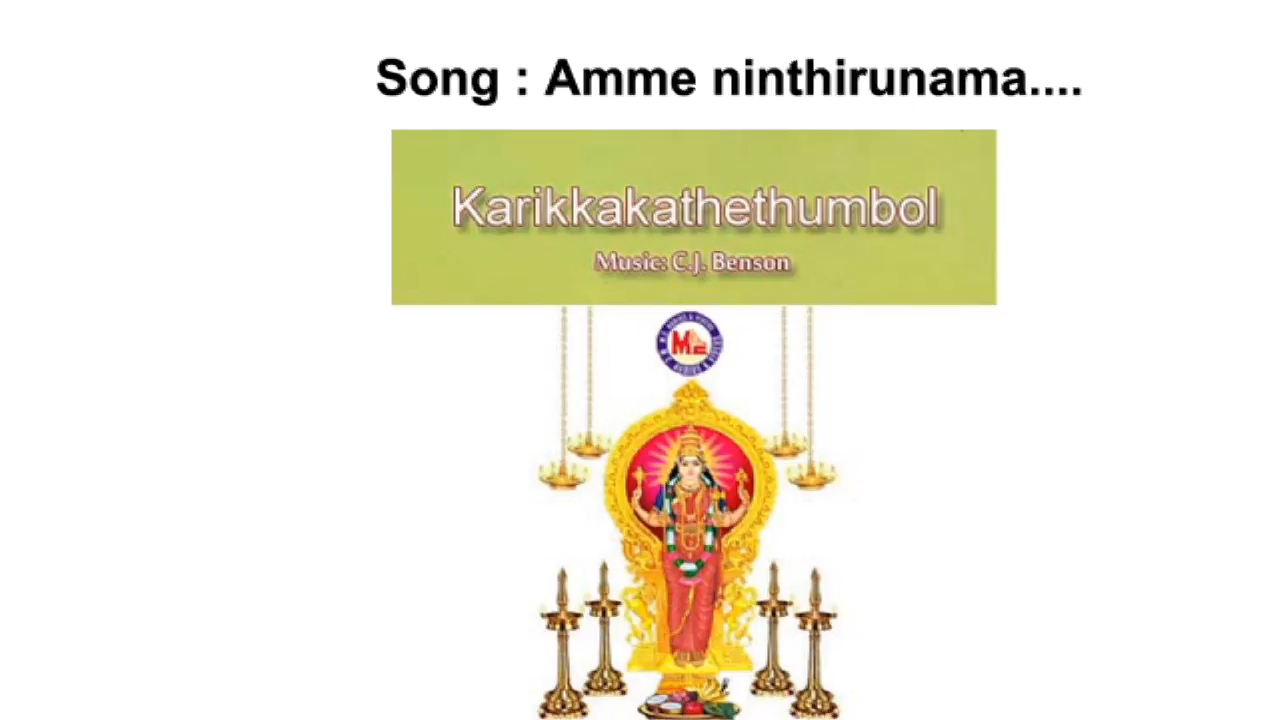 Song : Amme ninthirunama....
Karikkakathethumbol
Music: C.J. Benson